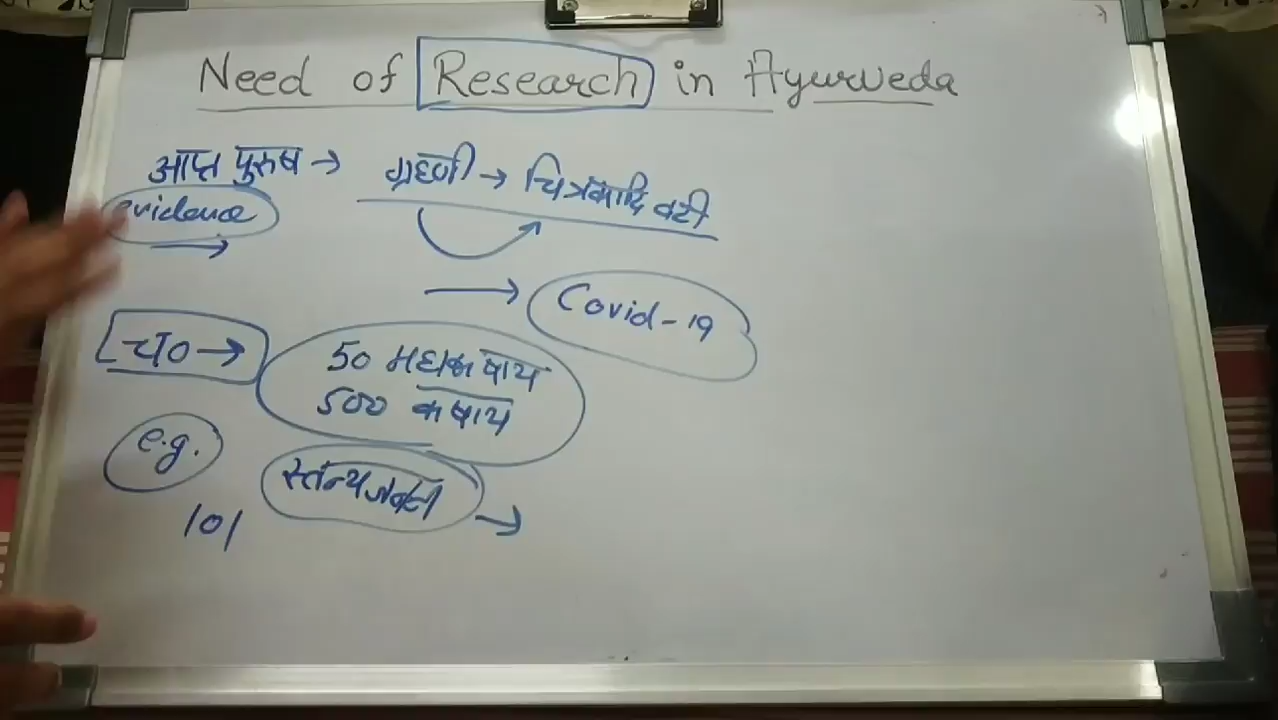 Need of Research in Ayurveda
आप्त पुरुष → ग्रहणी → चित्रकादि वटी
evidence
→
→ Covid-19
च० → 50 महाकषाय
500 कषाय
e.g. स्तन्यजनन →
101